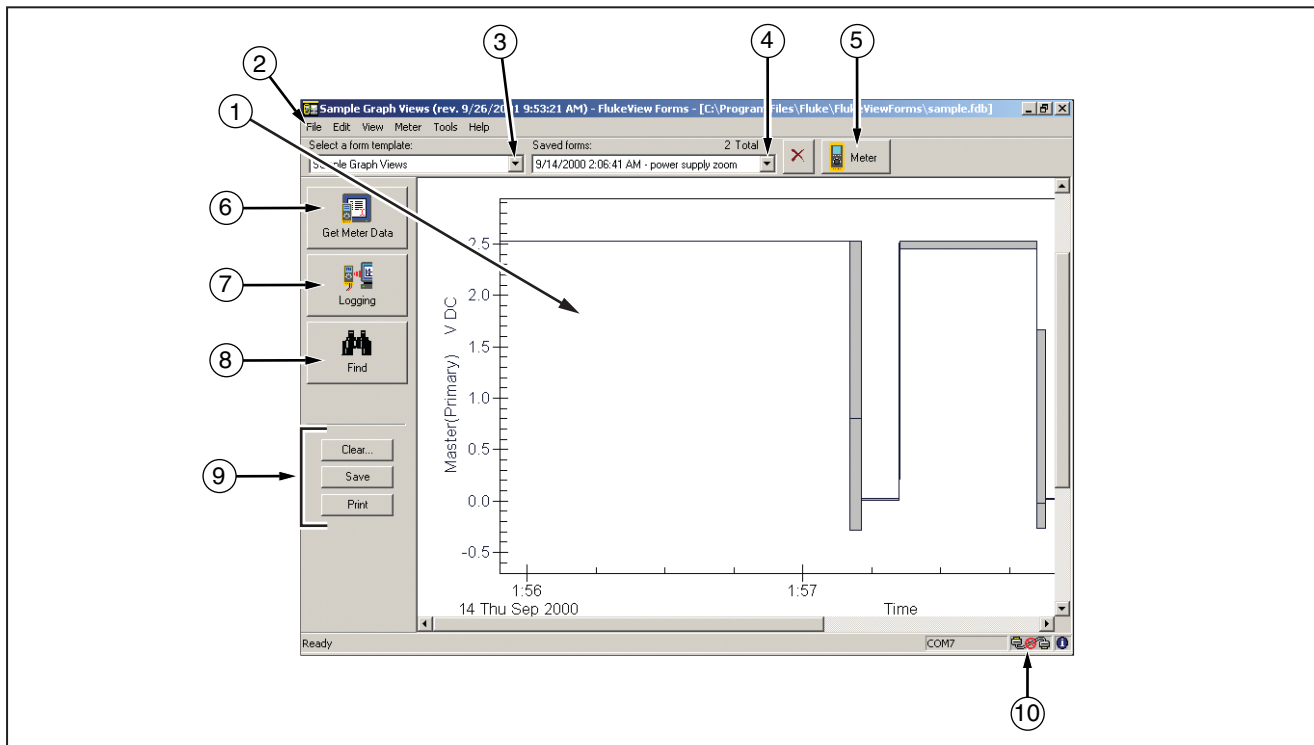 3
4
5
2
1
Sample Graph Views (rev. 9/26/2001 9:53:21 AM) - FlukeView Forms - [C:\Program Files\Fluke\FlukeViewForms\sample.fdb]
File Edit View Meter Tools Help
Select a form template:
Saved forms:
2 Total
Sample Graph Views
9/14/2000 2:06:41 AM - power supply zoom
Meter
6
Get Meter Data
7
Logging
8
Find
9
Clear...
Save
Print
Master(Primary) V DC
2.5
2.0
1.5
1.0
0.5
0.0
-0.5
1:56
1:57
14 Thu Sep 2000
Time
Ready
COM7
10